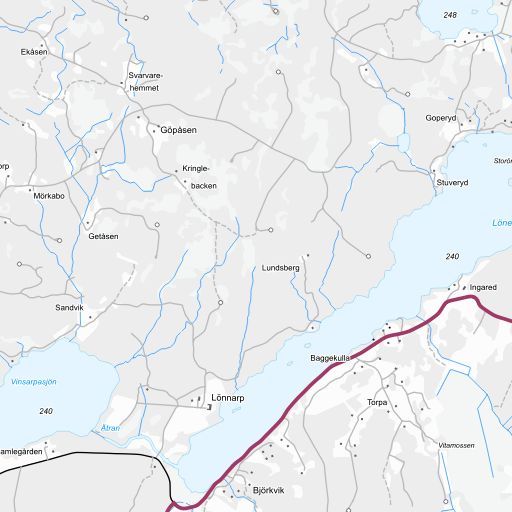 248
Ekåsen
Svarvare-
hemmet
Goperyd
Göpåsen
Kringle-
backen
Mörkabo
Stuveryd
Getåsen
240
Lundsberg
Ingared
Sandvik
Baggekulla
Vinsarpasjön
Lönnarp
Torpa
240
Ätran
Vitamossen
Björkvik